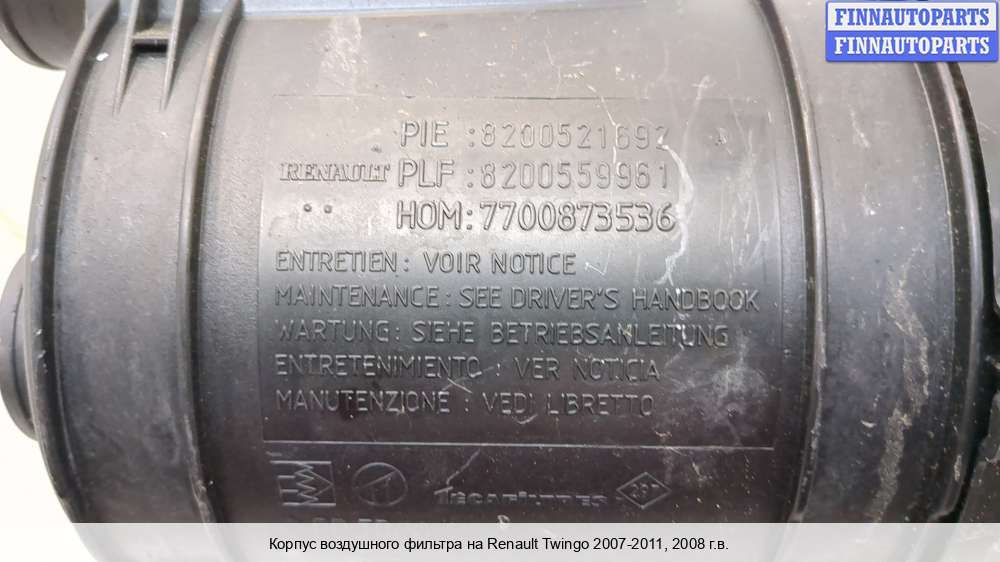 FINNAUTOPARTS
FINNAUTOPARTS
PIE :8200521692
RENAULT PLF :8200559961
HOM:7700873536
ENTRETIEN : VOIR NOTICE
MAINTENANCE : SEE DRIVER'S HANDBOOK
WARTUNG: SIEHE BETRIEBSANLEITUNG
ENTRETENIMIENTO : VER NOTICIA
MANUTENZIONE : VEDI LIBRETTO
Корпус воздушного фильтра на Renault Twingo 2007-2011, 2008 г.в.